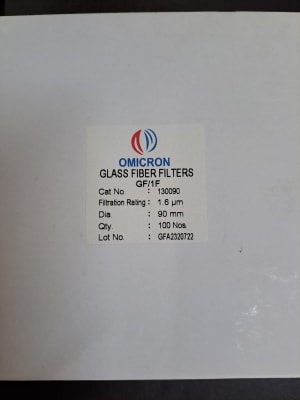 OMICRON
GLASS FIBER FILTERS
GF/1F
Cat No. : 130090
Filtration Rating : 1.6 µm
Dia. : 90 mm
Qty. : 100 Nos.
Lot No. : GFA2320722